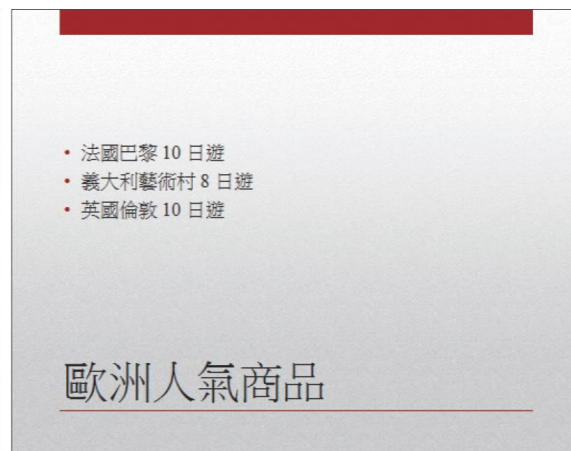 • 法國巴黎 10 日遊
• 義大利藝術村 8 日遊
• 英國倫敦 10 日遊
歐洲人氣商品